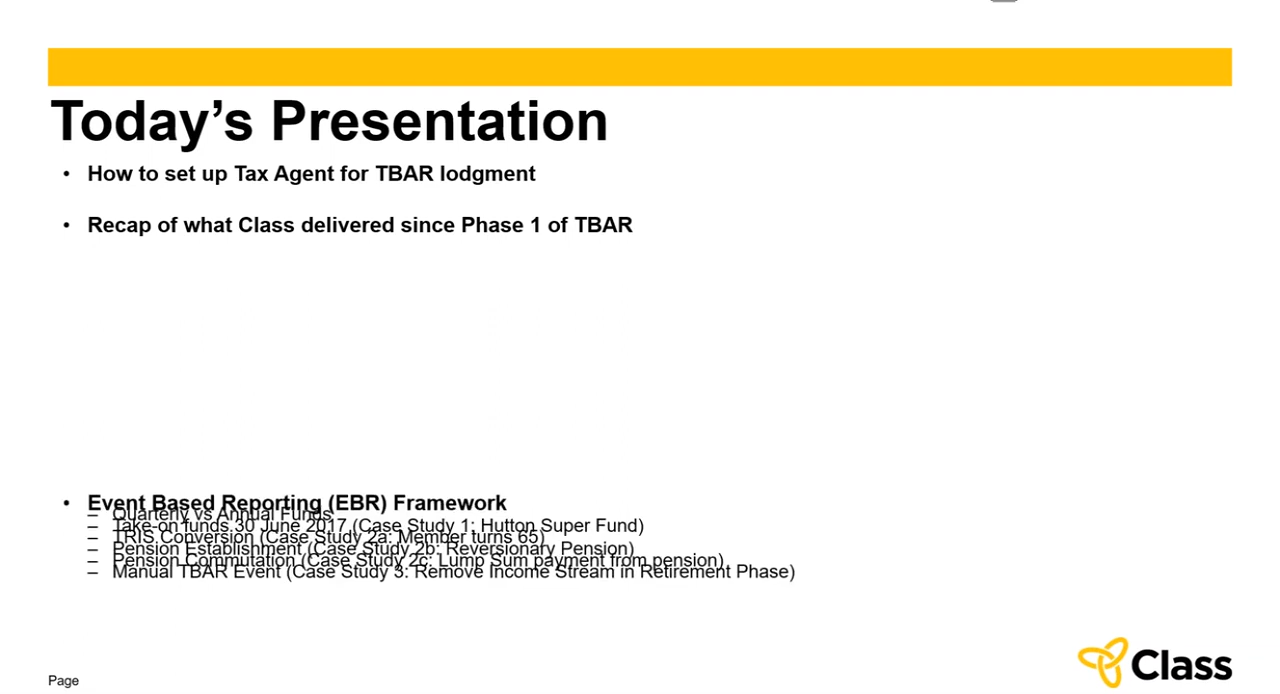 Today’s Presentation
• How to set up Tax Agent for TBAR lodgment
• Recap of what Class delivered since Phase 1 of TBAR
• Event Based Reporting (EBR) Framework
– Quarterly vs Annual Funds
– Take-on funds 30 June 2017 (Case Study 1: Hutton Super Fund)
– TRIS Conversion (Case Study 2a: Member turns 65)
– Pension Establishment (Case Study 2b: Reversionary Pension)
– Pension Commutation (Case Study 2c: Lump Sum payment from pension)
– Manual TBAR Event (Case Study 3: Remove Income Stream in Retirement Phase)
Class
Page